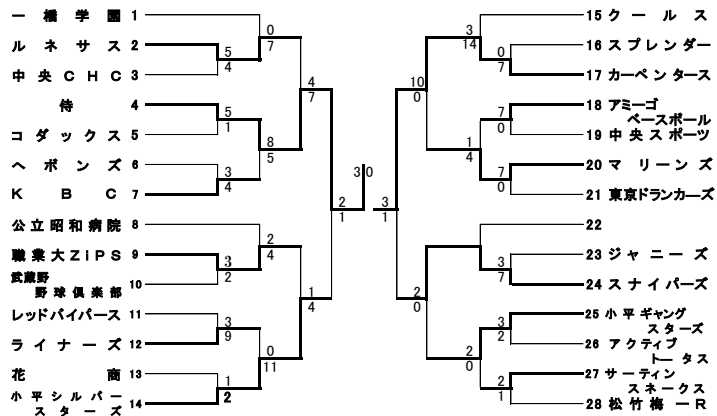 一橋学園 1
ルネサス 2
中央CHC 3
侍 4
コダックス 5
ヘボンズ 6
KBC 7
公立昭和病院 8
職業大ZiPS 9
武蔵野
野球倶楽部 10
レッドバイパース 11
ライナーズ 12
花商 13
小平シルバー
スターズ 14
5
4
5
1
3
4
3
2
3
9
1
2
0
7
8
5
2
4
0
11
4
7
1
4
2
1
3 0
3
1
10
0
2
0
3
14
1
4
3
7
2
0
0
7
7
0
7
0
3
2
2
1
15 クールス
16 スプレンダー
17 カーペンタース
18 アミーゴ
ベースボール
19 中央スポーツ
20 マリーンズ
21 東京ドランカーズ
22
23 ジャニーズ
24 スナイパーズ
25 小平ギャング
スターズ
26 アクティブ
トータス
27 サーティン
スネークス
28 松竹梅一R